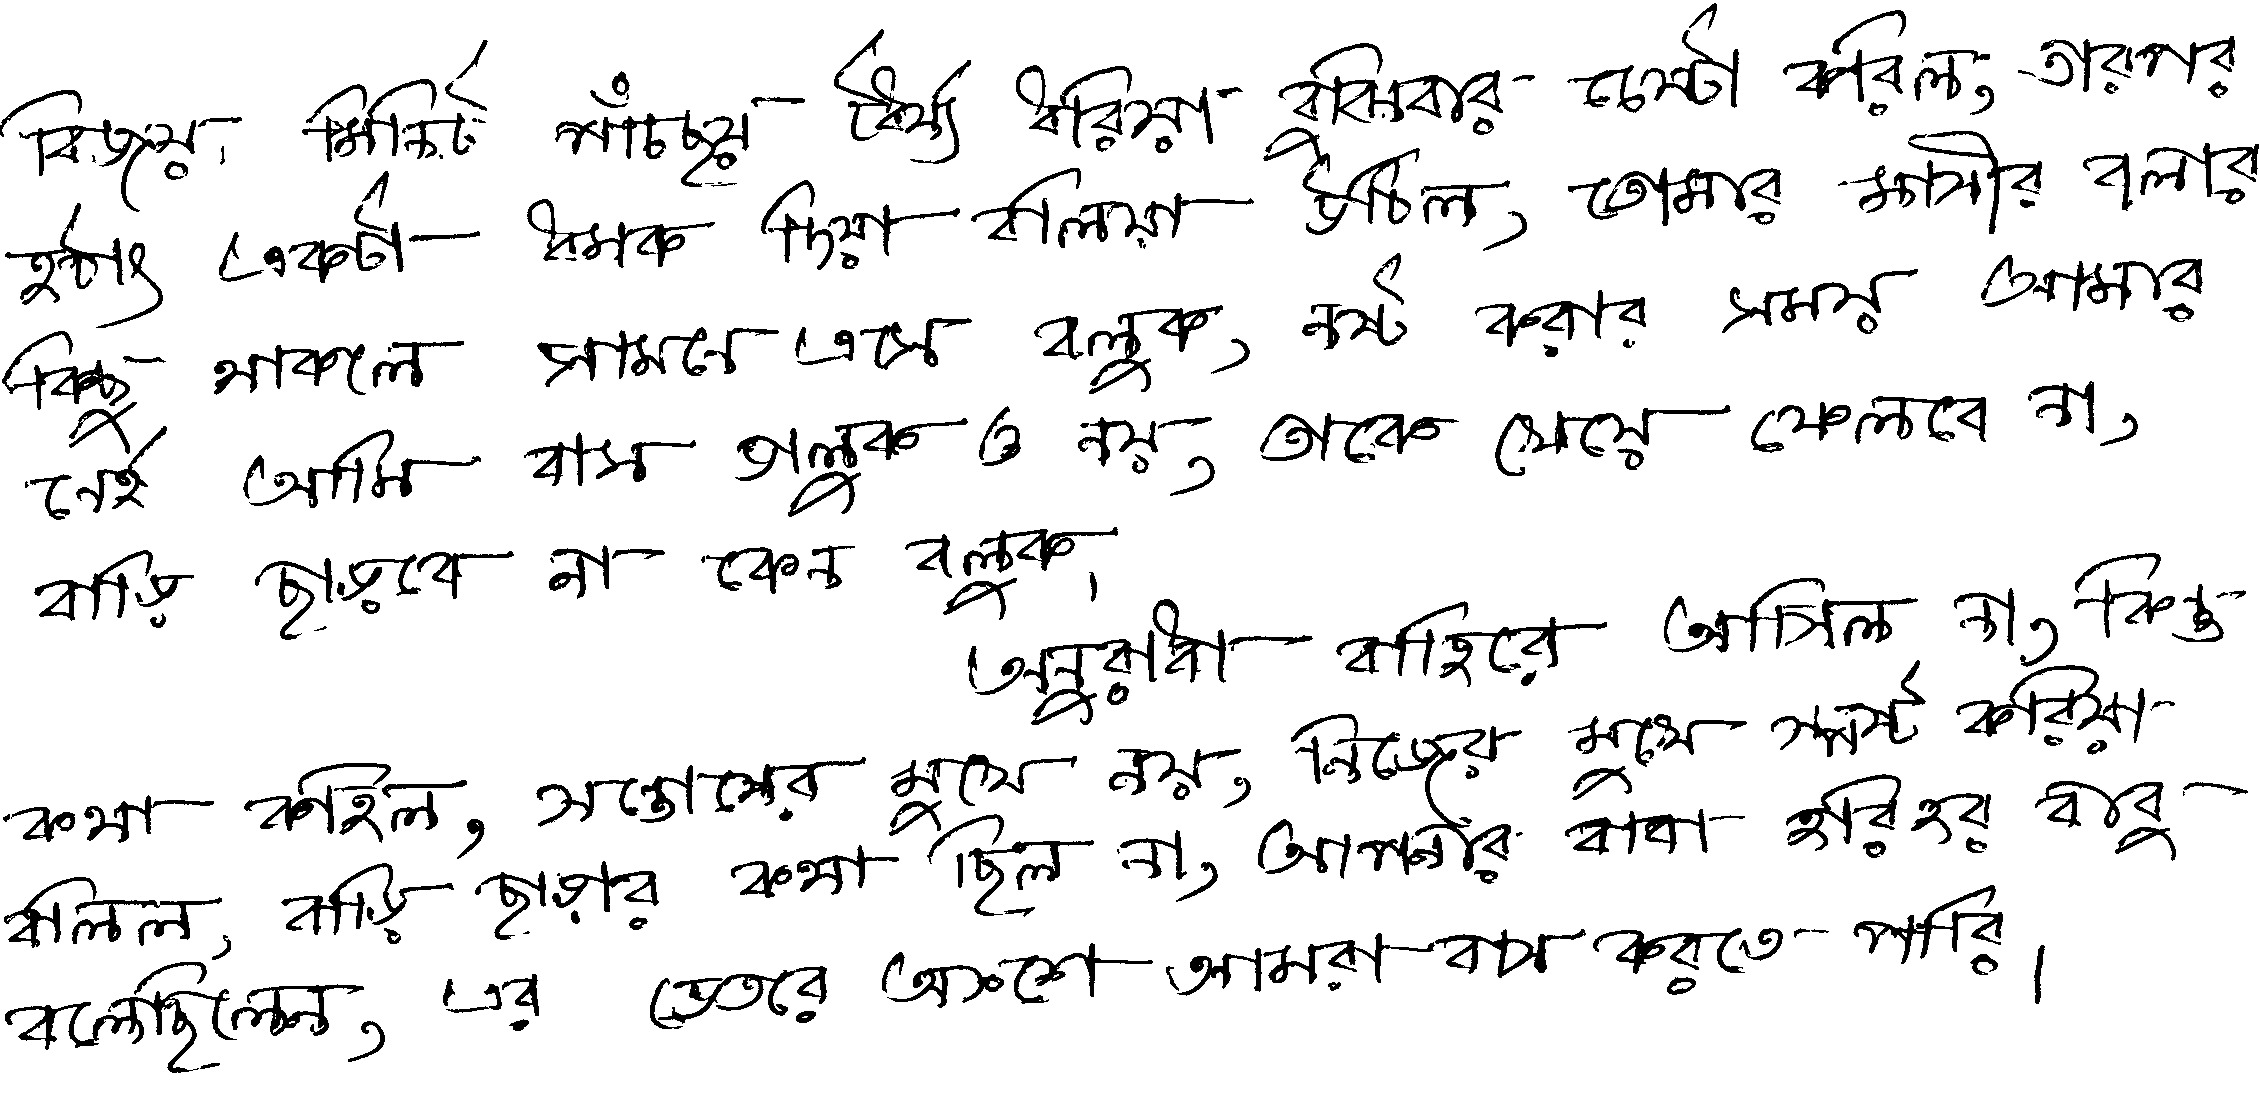 বিজয় মিনিট পাঁচছয় ধৈর্য্য ধরিয়া বুঝিবার চেষ্টা করিল, তারপর
হঠাৎ একটা ধমক দিয়া বলিয়া উঠিল, তোমার মাসীর বলার
কিছু থাকলে সামনে এসে বলুক, নষ্ট করার সময় আমার
নেই আমি বাঘ ভালুক ও নয়, তাকে খেয়ে ফেলবে না,
বাড়ি ছাড়বে না কেন বলুক।
অনুরাধা বাহিরে আসিল না, কিন্তু
কথা কহিল, সন্তোষের মুখে নয়, নিজের মুখে স্পষ্ট করিয়া
বলিল, বাড়ি ছাড়ার কথা ছিল না, আপনার বাবা হরিহর বাবু
বলেছিলেন, এর ভেতরে অংশে আমরা বাস করতে পারি।